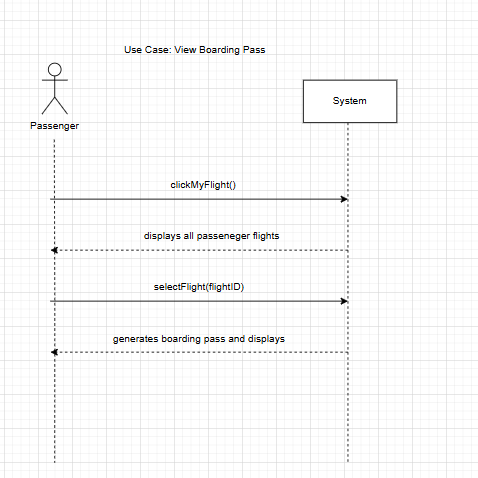 Use Case: View Boarding Pass
System
Passenger
clickMyFlight()
displays all passeneger flights
selectFlight(flightID)
generates boarding pass and displays